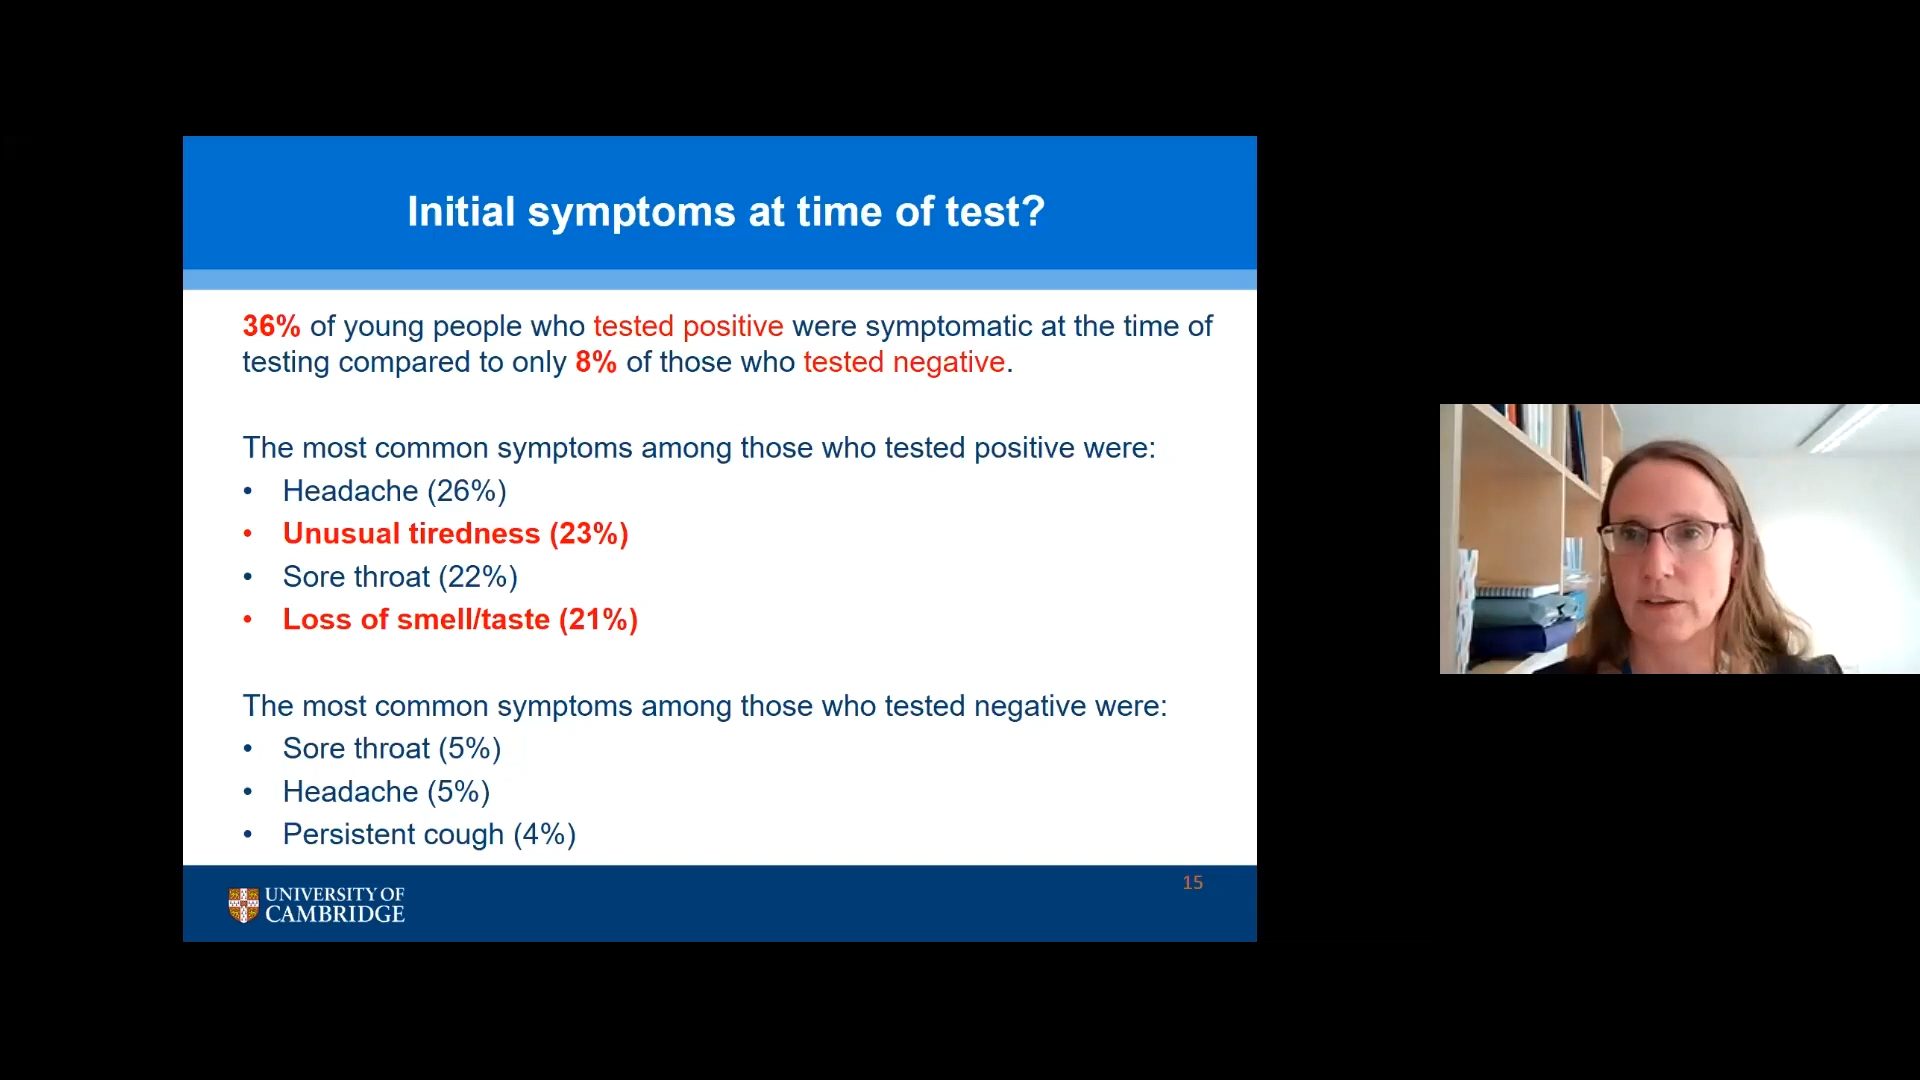 Initial symptoms at time of test?
36% of young people who tested positive were symptomatic at the time of
testing compared to only 8% of those who tested negative.
The most common symptoms among those who tested positive were:
• Headache (26%)
• Unusual tiredness (23%)
• Sore throat (22%)
• Loss of smell/taste (21%)
The most common symptoms among those who tested negative were:
• Sore throat (5%)
• Headache (5%)
• Persistent cough (4%)
UNIVERSITY OF
CAMBRIDGE
15